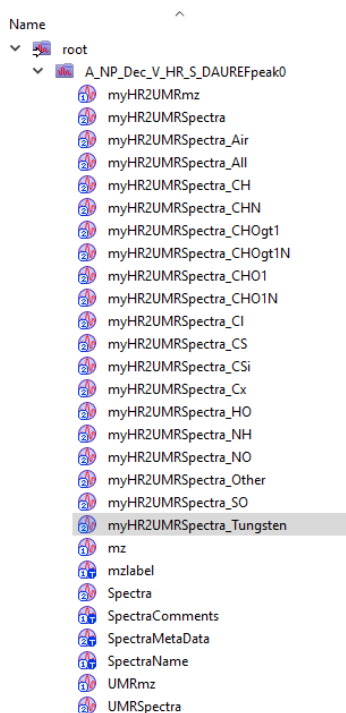 Name
root
A_NP_Dec_V_HR_S_DAUREFpeak0
myHR2UMRmz
myHR2UMRSpectra
myHR2UMRSpectra_Air
myHR2UMRSpectra_All
myHR2UMRSpectra_CH
myHR2UMRSpectra_CHN
myHR2UMRSpectra_CHOgt1
myHR2UMRSpectra_CHOgt1N
myHR2UMRSpectra_CHO1
myHR2UMRSpectra_CHO1N
myHR2UMRSpectra_Cl
myHR2UMRSpectra_CS
myHR2UMRSpectra_CSi
myHR2UMRSpectra_Cx
myHR2UMRSpectra_HO
myHR2UMRSpectra_NH
myHR2UMRSpectra_NO
myHR2UMRSpectra_Other
myHR2UMRSpectra_SO
myHR2UMRSpectra_Tungsten
mz
mzlabel
Spectra
SpectraComments
SpectraMetaData
SpectraName
UMRmz
UMRSpectra